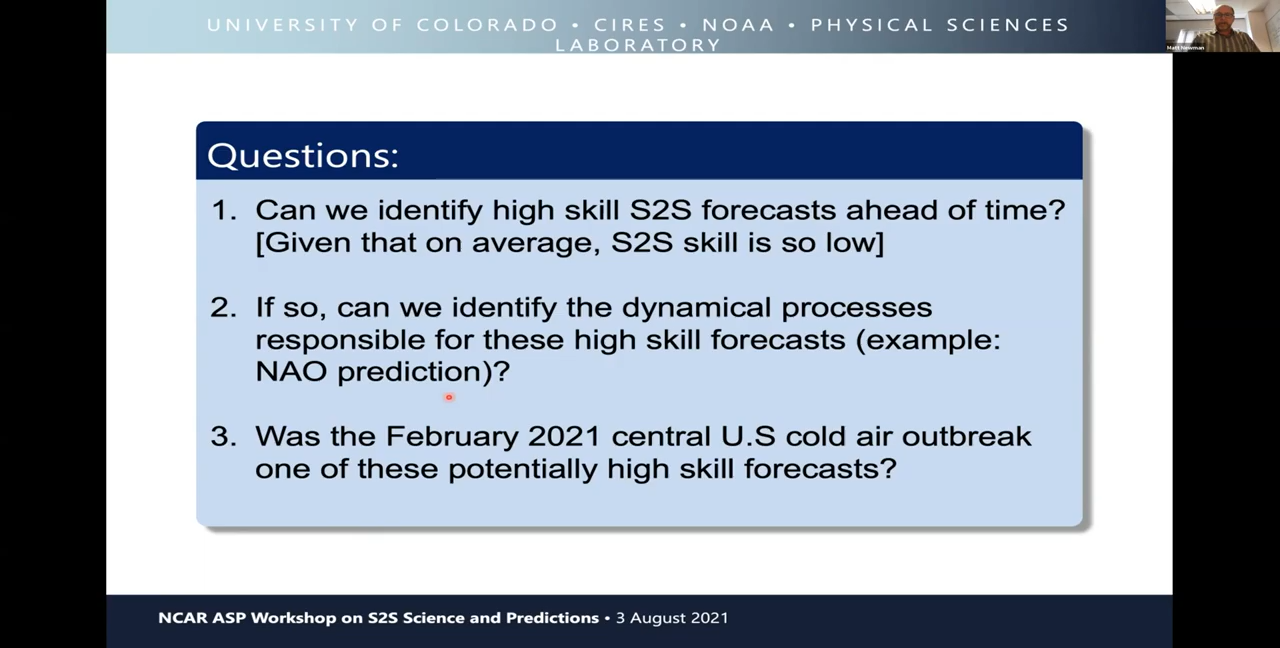 UNIVERSITY OF COLORADO • CIRES • NOAA • PHYSICAL SCIENCES
LABORATORY
Matt Newman
Questions:
1. Can we identify high skill S2S forecasts ahead of time?
[Given that on average, S2S skill is so low]
2. If so, can we identify the dynamical processes
responsible for these high skill forecasts (example:
NAO prediction)?
3. Was the February 2021 central U.S cold air outbreak
one of these potentially high skill forecasts?
NCAR ASP Workshop on S2S Science and Predictions • 3 August 2021